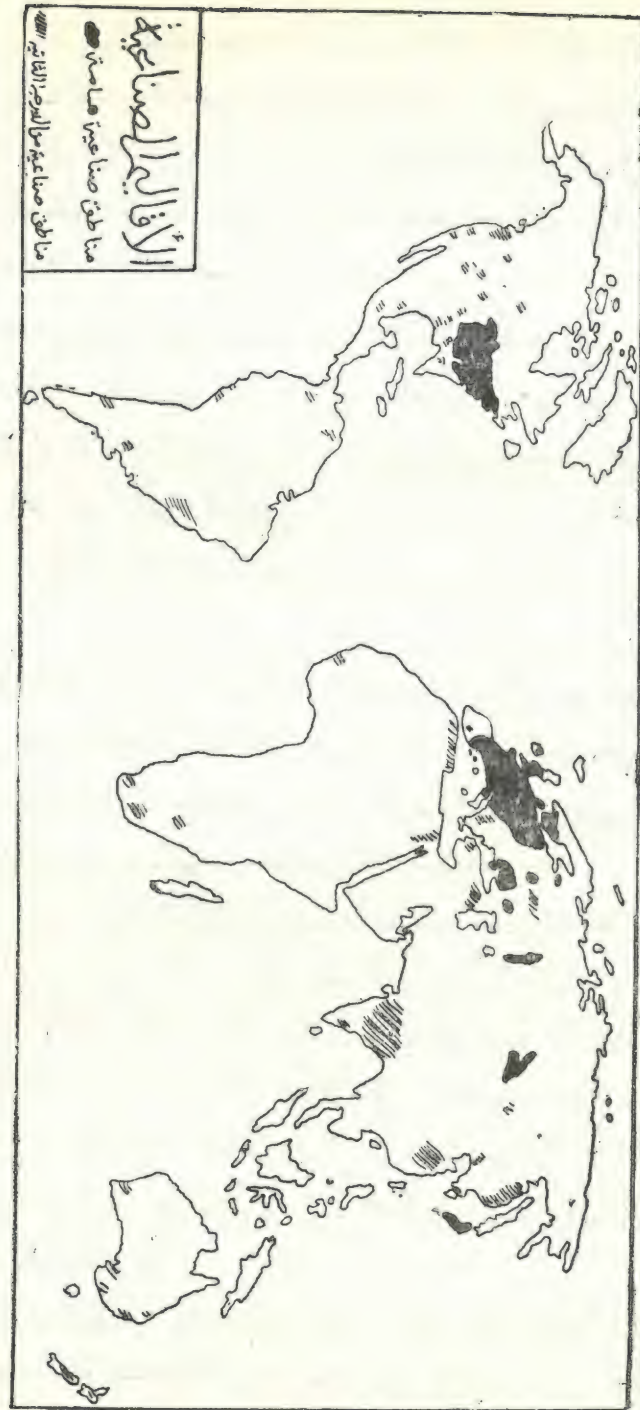 الأقاليم الصناعية
مناطق صناعية هامة
مناطق صناعية من الدرجة الثانية